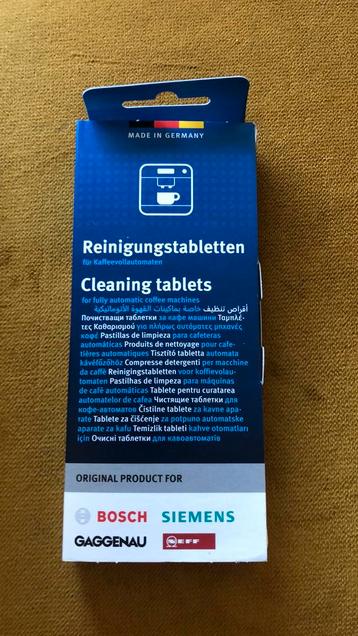 MADE IN GERMANY
Reinigungstabletten
für Kaffeevollautomaten
Cleaning tablets
for fully automatic coffee machines
أقراص تنظيف خاصة بماكينات القهوة الأتوماتيكية
Почистващи таблетки за кафе машини Ταμπλέ-
τες Καθαρισμού για πλήρως αυτόματες μηχανές
καφέ Pastillas de limpieza para cafeteras
automáticas Produits de nettoyage pour cafe-
tières automatiques Tisztító tabletta automata
kávéfőzőhöz Compresse detergenti per macchine
da caffè Reinigingstabletten voor koffievolau-
tomaten Pastilhas de limpeza para máquinas
de café automáticas Tablete pentru curatarea
automatelor de cafea Чистящие таблетки для
кофе-автоматов Čistilne tablete za kavne apa-
rate Tablete za čišćenje za potpuno automatske
aparate za kafu Temizlik tableti kahve otomatları
için Очисні таблетки для кавоавтоматів
ORIGINAL PRODUCT FOR
BOSCH SIEMENS
GAGGENAU NEFF